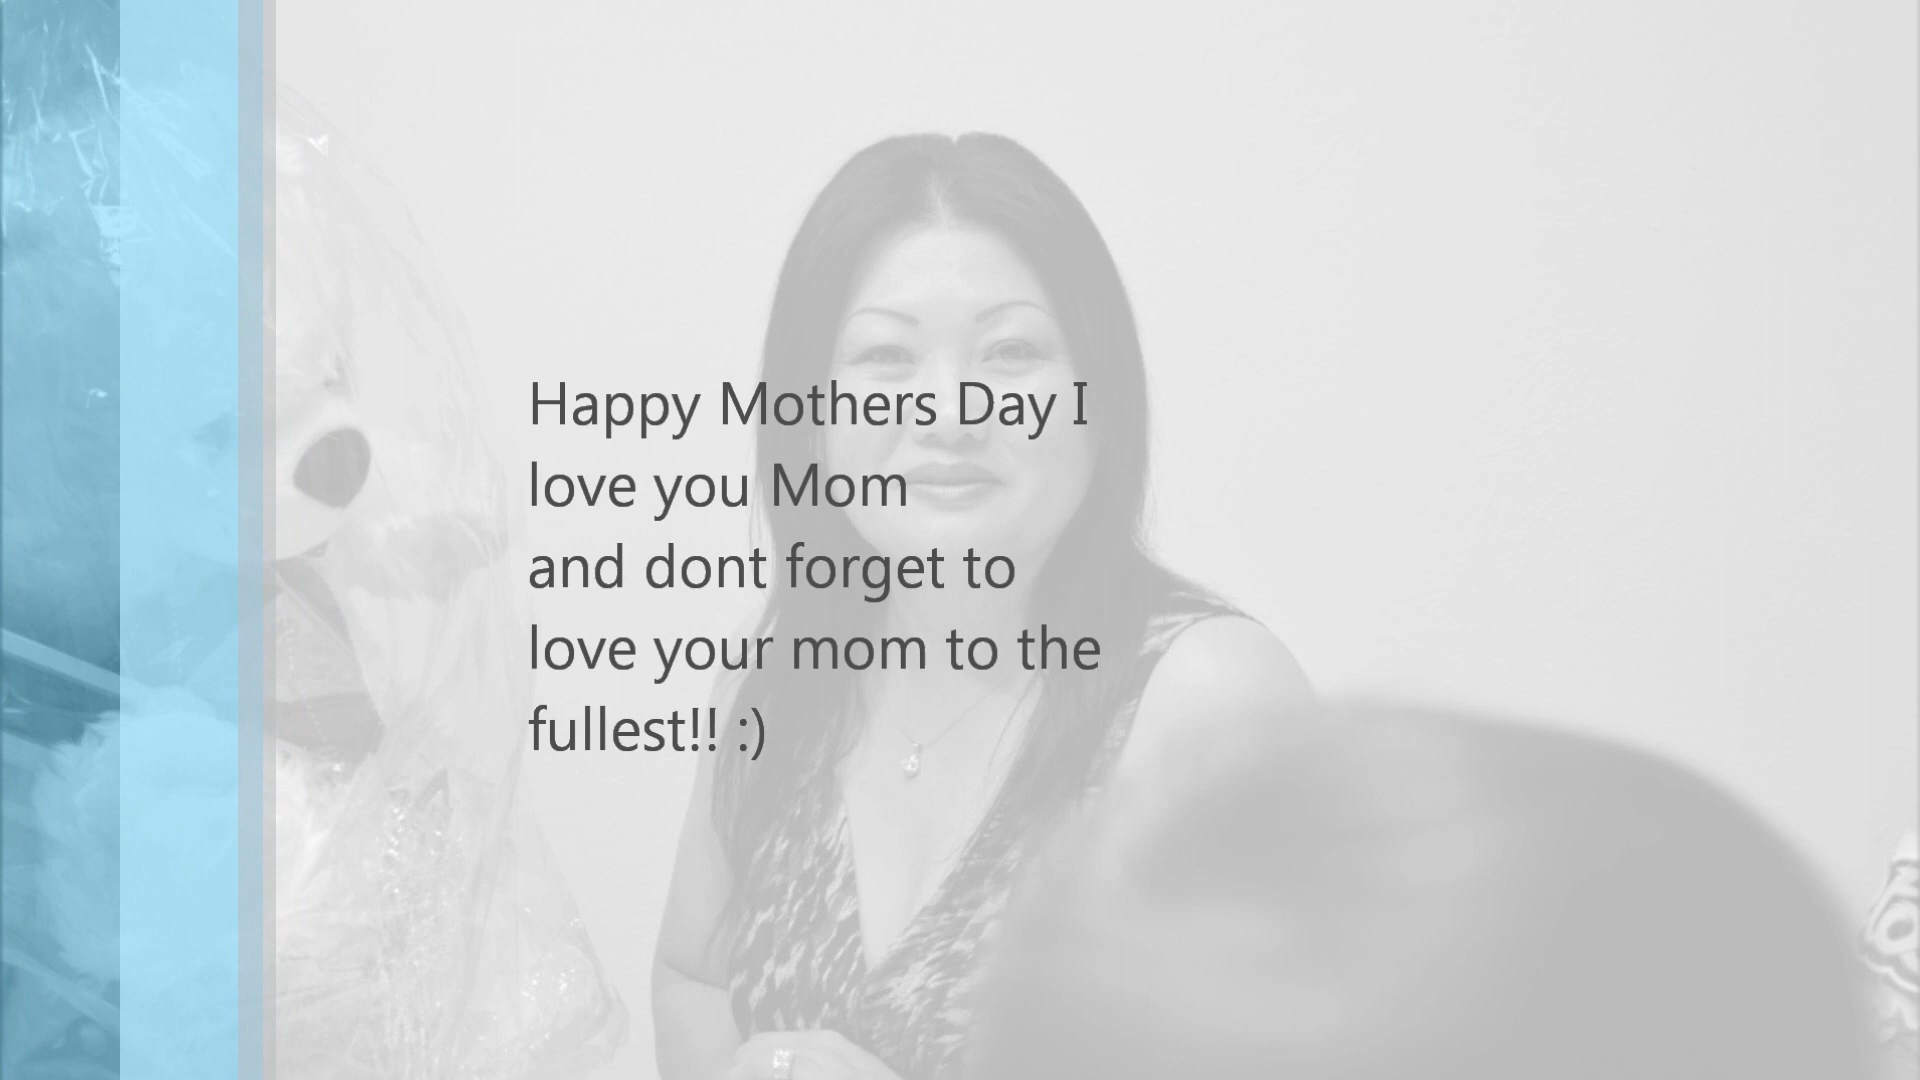 Happy Mothers Day I
love you Mom
and dont forget to
love your mom to the
fullest!! :)